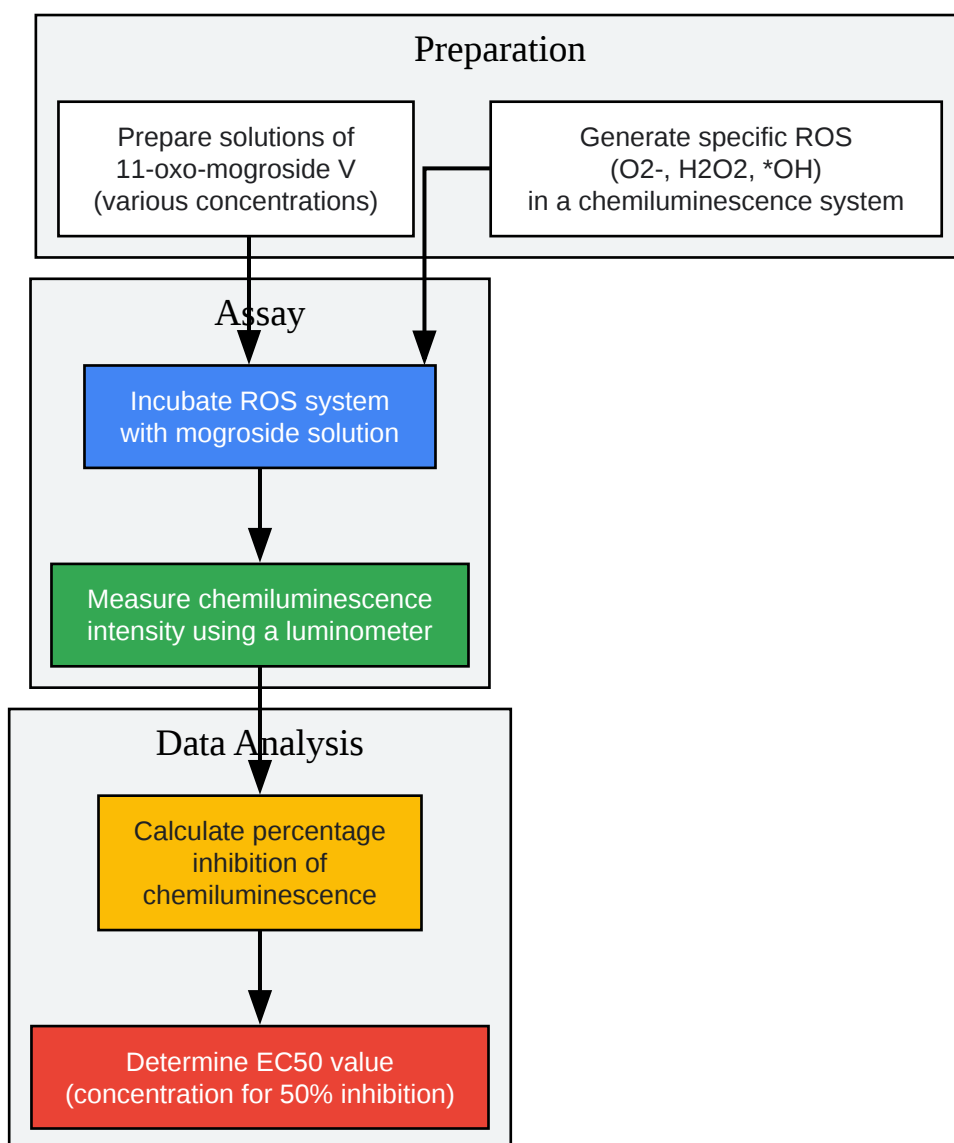 Preparation
Prepare solutions of
11-oxo-mogroside V
(various concentrations)
Generate specific ROS
(O2-, H2O2, *OH)
in a chemiluminescence system
Assay
Incubate ROS system
with mogroside solution
Measure chemiluminescence
intensity using a luminometer
Data Analysis
Calculate percentage
inhibition of
chemiluminescence
Determine EC50 value
(concentration for 50% inhibition)